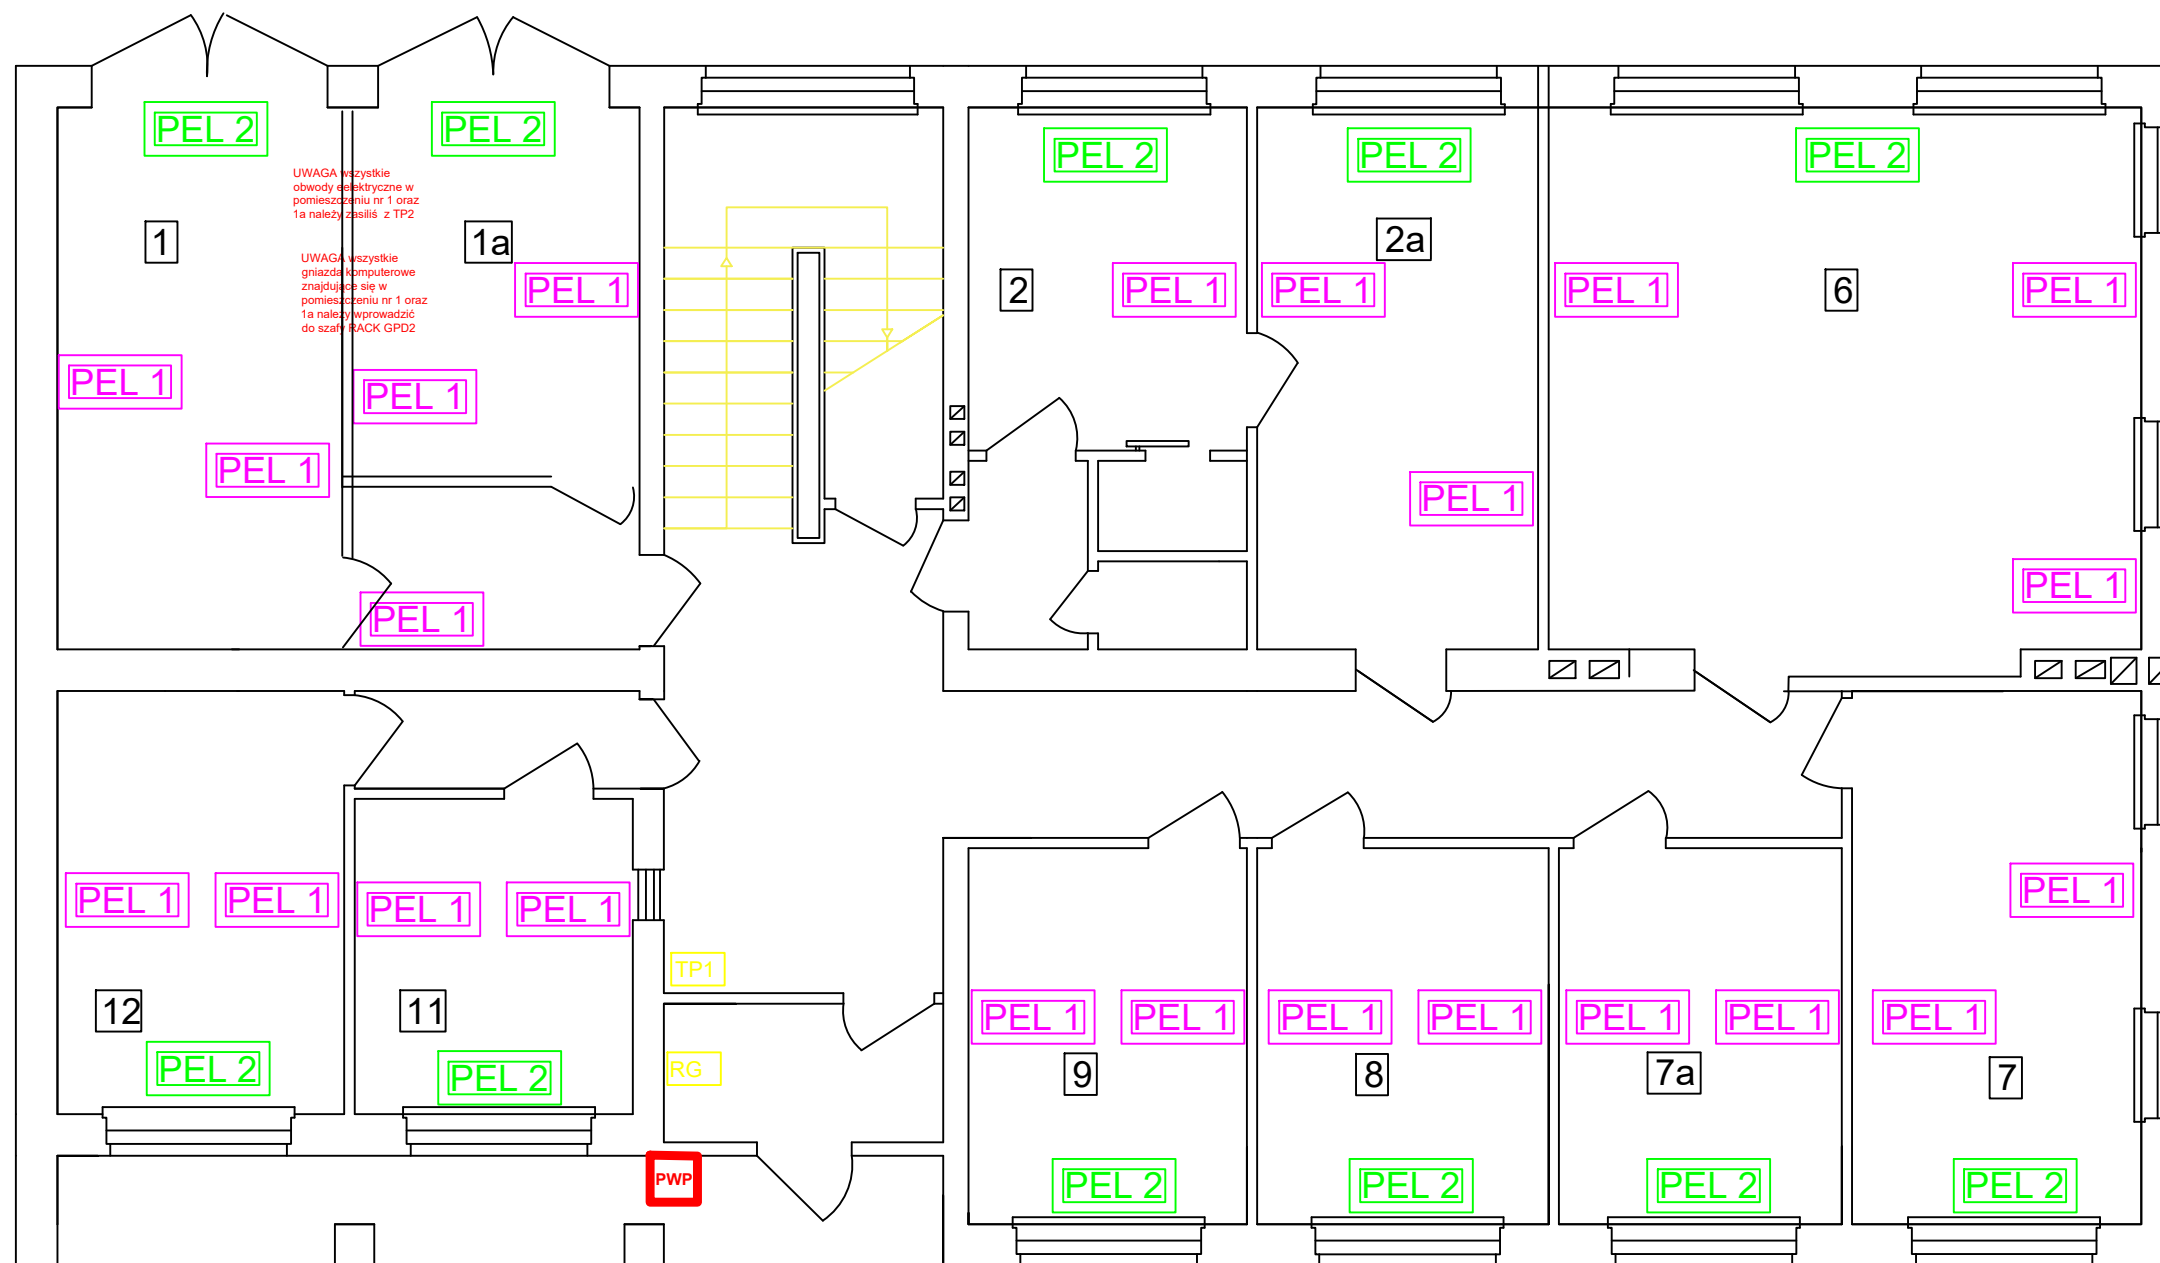 PEL 2
PEL 2
PEL 2
PEL 2
PEL 2
UWAGA wszystkie
obwody eelektryczne w
pomieszczeniu nr 1 oraz
1a należy zasiliś z TP2
1
1a
2a
UWAGA wszystkie
gniazda komputerowe
znajdujące się w
pomieszczeniu nr 1 oraz
1a należy wprowadzić
do szafy RACK GPD2
PEL 1
2
PEL 1
PEL 1
PEL 1
6
PEL 1
PEL 1
PEL 1
PEL 1
PEL 1
PEL 1
PEL 1
PEL 1
PEL 1
PEL 1
PEL 1
PEL 1
TP1
12
11
PEL 1
PEL 1
PEL 1
PEL 1
PEL 1
PEL 1
PEL 1
PEL 2
PEL 2
RG
9
8
7a
7
PWP
PEL 2
PEL 2
PEL 2
PEL 2